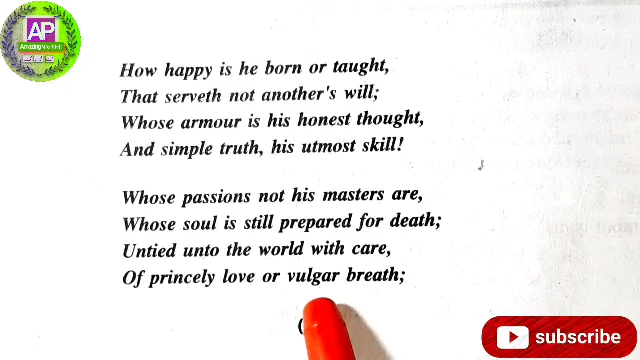 AP
Amazing
How happy is he born or taught,
That serveth not another's will;
Whose armour is his honest thought,
And simple truth, his utmost skill!
Whose passions not his masters are,
Whose soul is still prepared for death;
Untied unto the world with care,
Of princely love or vulgar breath;
(
subscribe